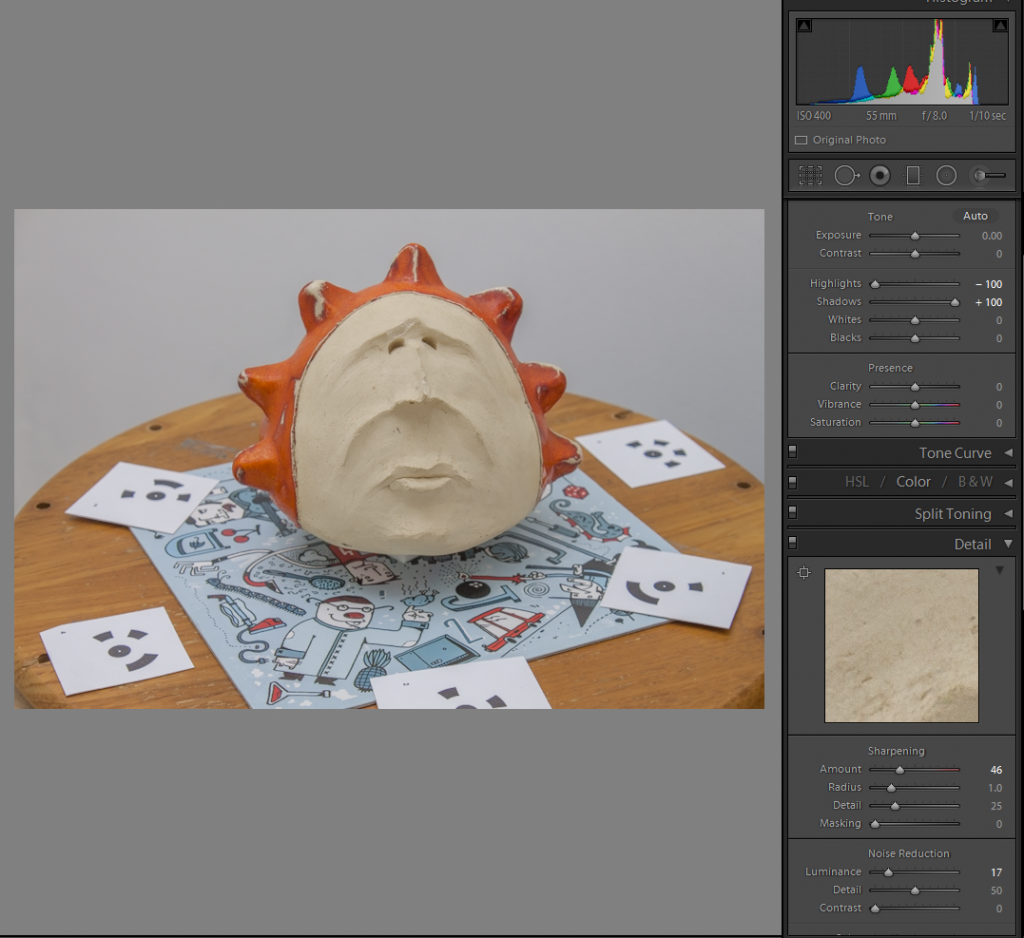 Histogram
ISO 400 55 mm f / 8.0 1/10 sec
Original Photo
Tone Auto
Exposure 0.00
Contrast 0
Highlights – 100
Shadows + 100
Whites 0
Blacks 0
Presence
Clarity 0
Vibrance 0
Saturation 0
Tone Curve
HSL / Color / B & W
Split Toning
Detail
Sharpening
Amount 46
Radius 1.0
Detail 25
Masking 0
Noise Reduction
Luminance 17
Detail 50
Contrast 0